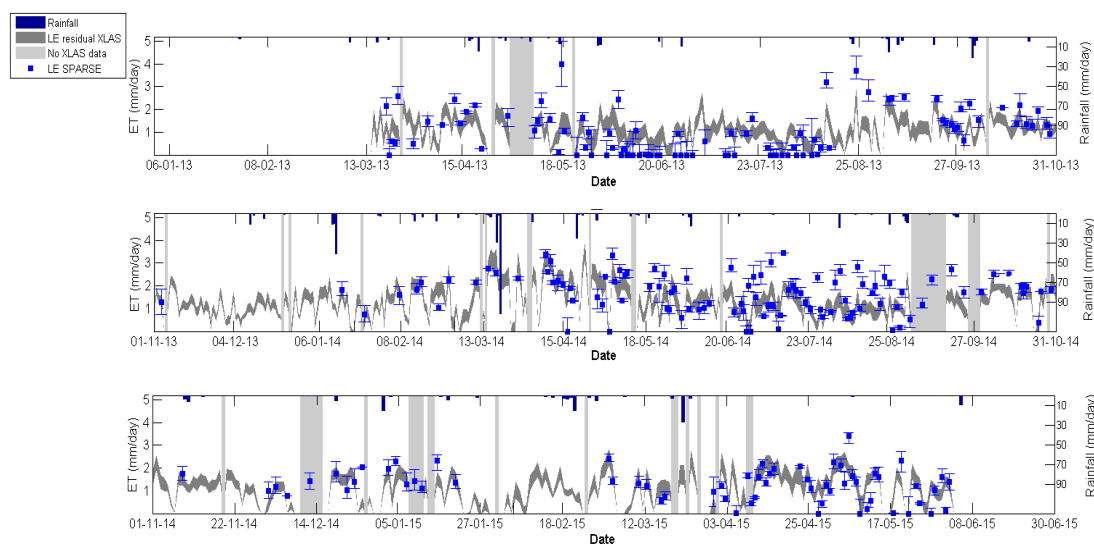 Rainfall
LE residual XLAS
No XLAS data
LE SPARSE
ET (mm/day)
5
4
3
2
1
10
30
50
70
90
Rainfall (mm/day)
06-01-13 08-02-13 13-03-13 15-04-13 18-05-13 20-06-13 23-07-13 25-08-13 27-09-13 31-10-13
Date
ET (mm/day)
5
4
3
2
1
10
30
50
70
90
Rainfall (mm/day)
01-11-13 04-12-13 06-01-14 08-02-14 13-03-14 15-04-14 18-05-14 20-06-14 23-07-14 25-08-14 27-09-14 31-10-14
Date
ET (mm/day)
5
4
3
2
1
10
30
50
70
90
Rainfall (mm/day)
01-11-14 22-11-14 14-12-14 05-01-15 27-01-15 18-02-15 12-03-15 03-04-15 25-04-15 17-05-15 08-06-15 30-06-15
Date